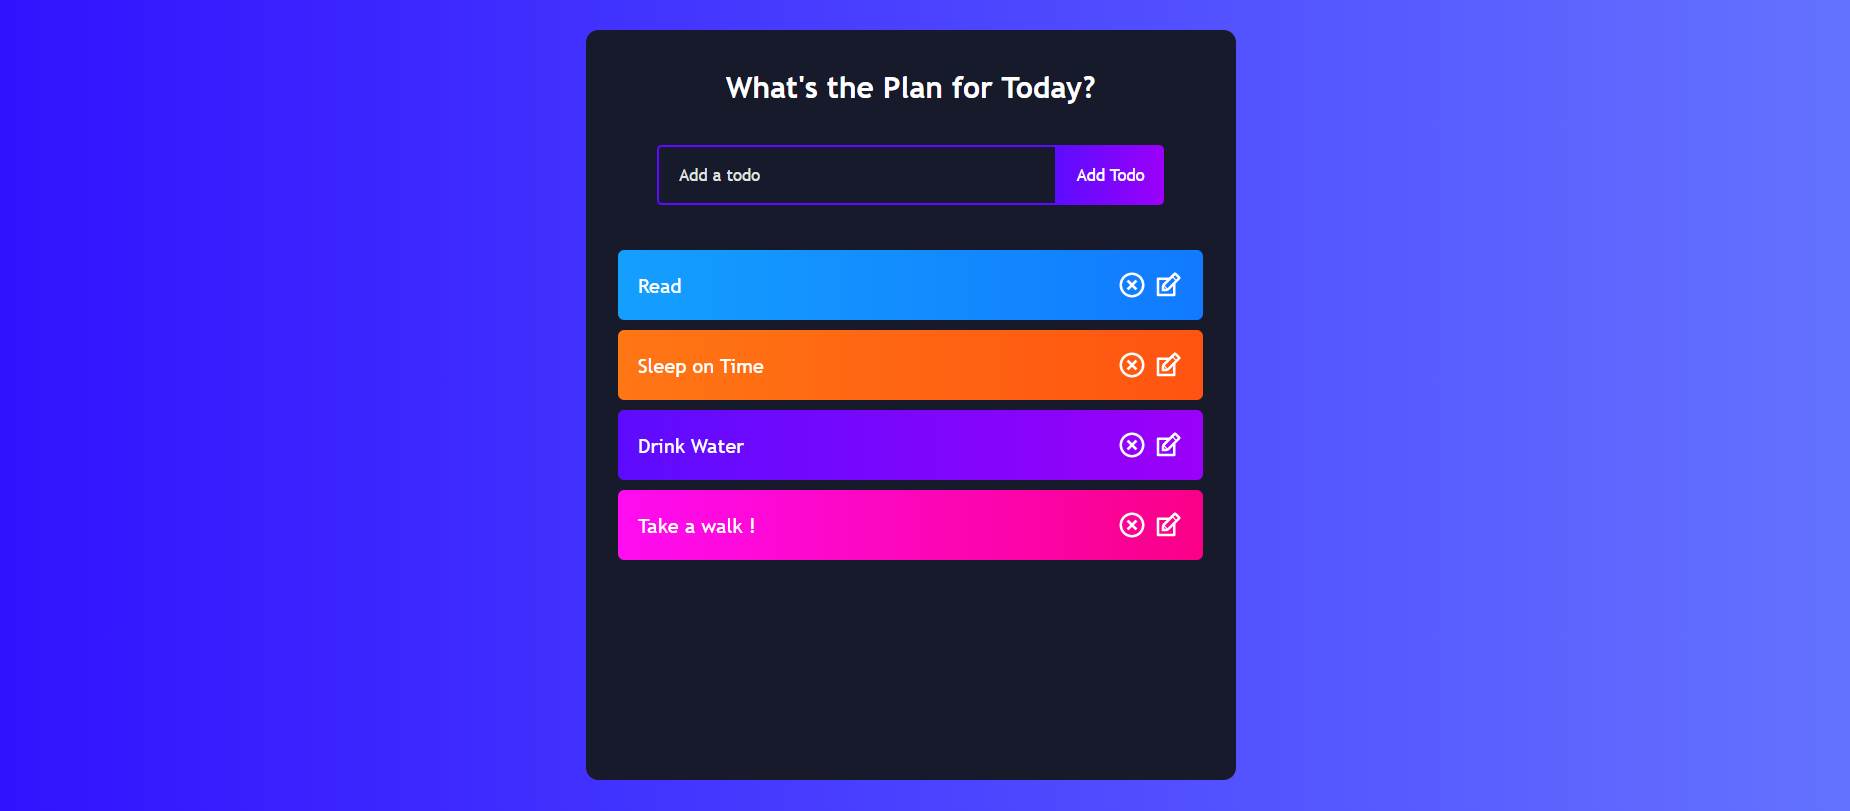 What's the Plan for Today?
Add a todo
Add Todo
Read
Sleep on Time
Drink Water
Take a walk !